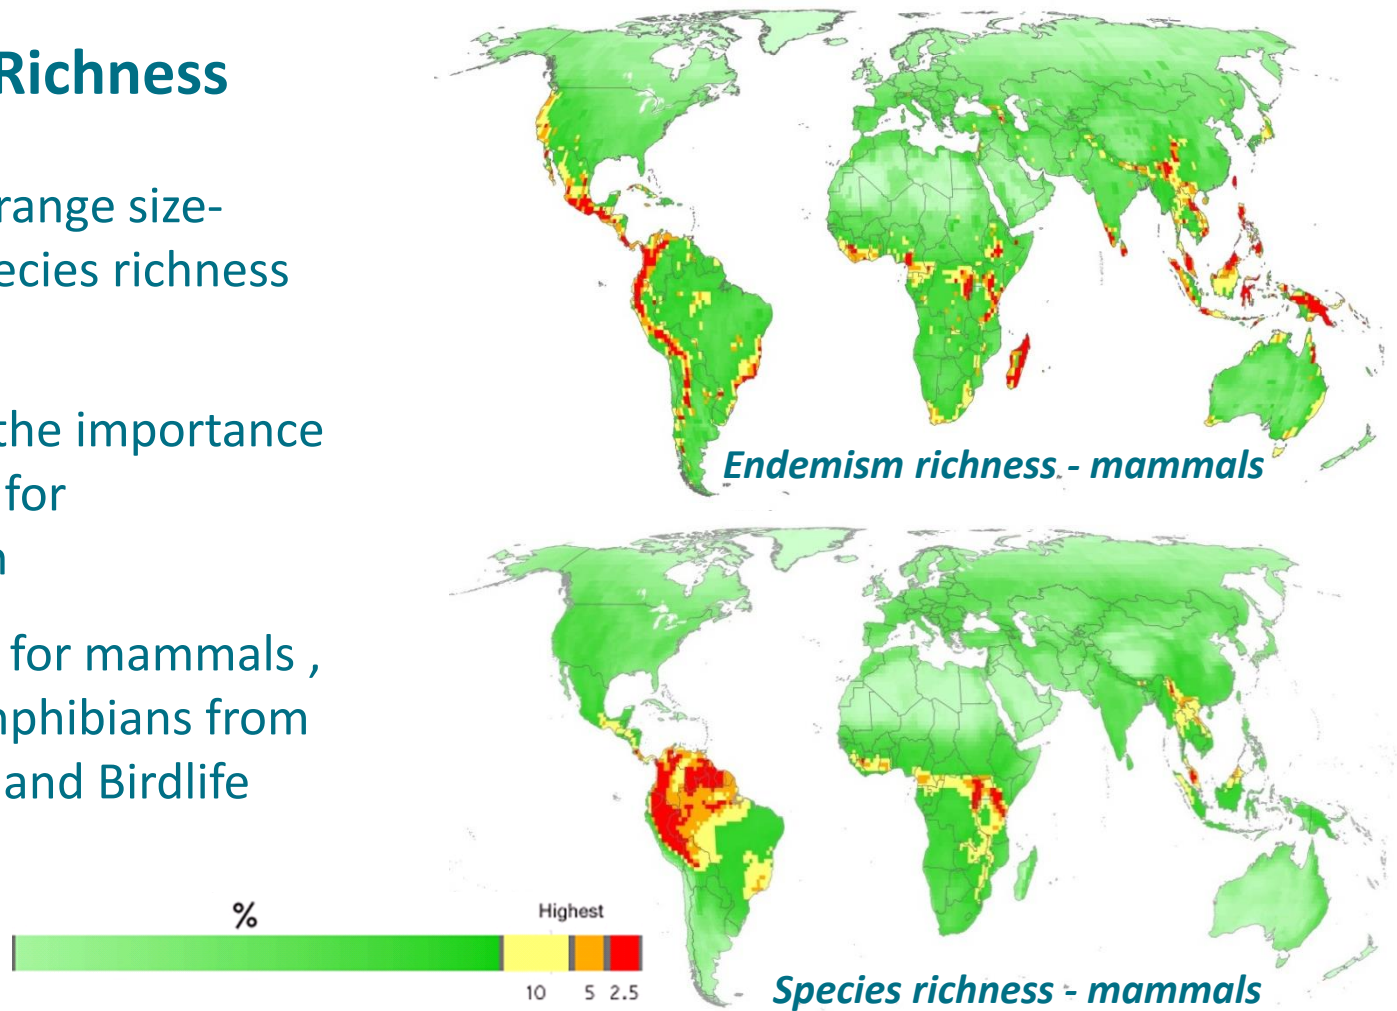 Richness
range size-
ecies richness
the importance
for
n
for mammals ,
nphibians from
and Birdlife
Endemism richness - mammals
%
Highest
10 5 2.5
Species richness - mammals